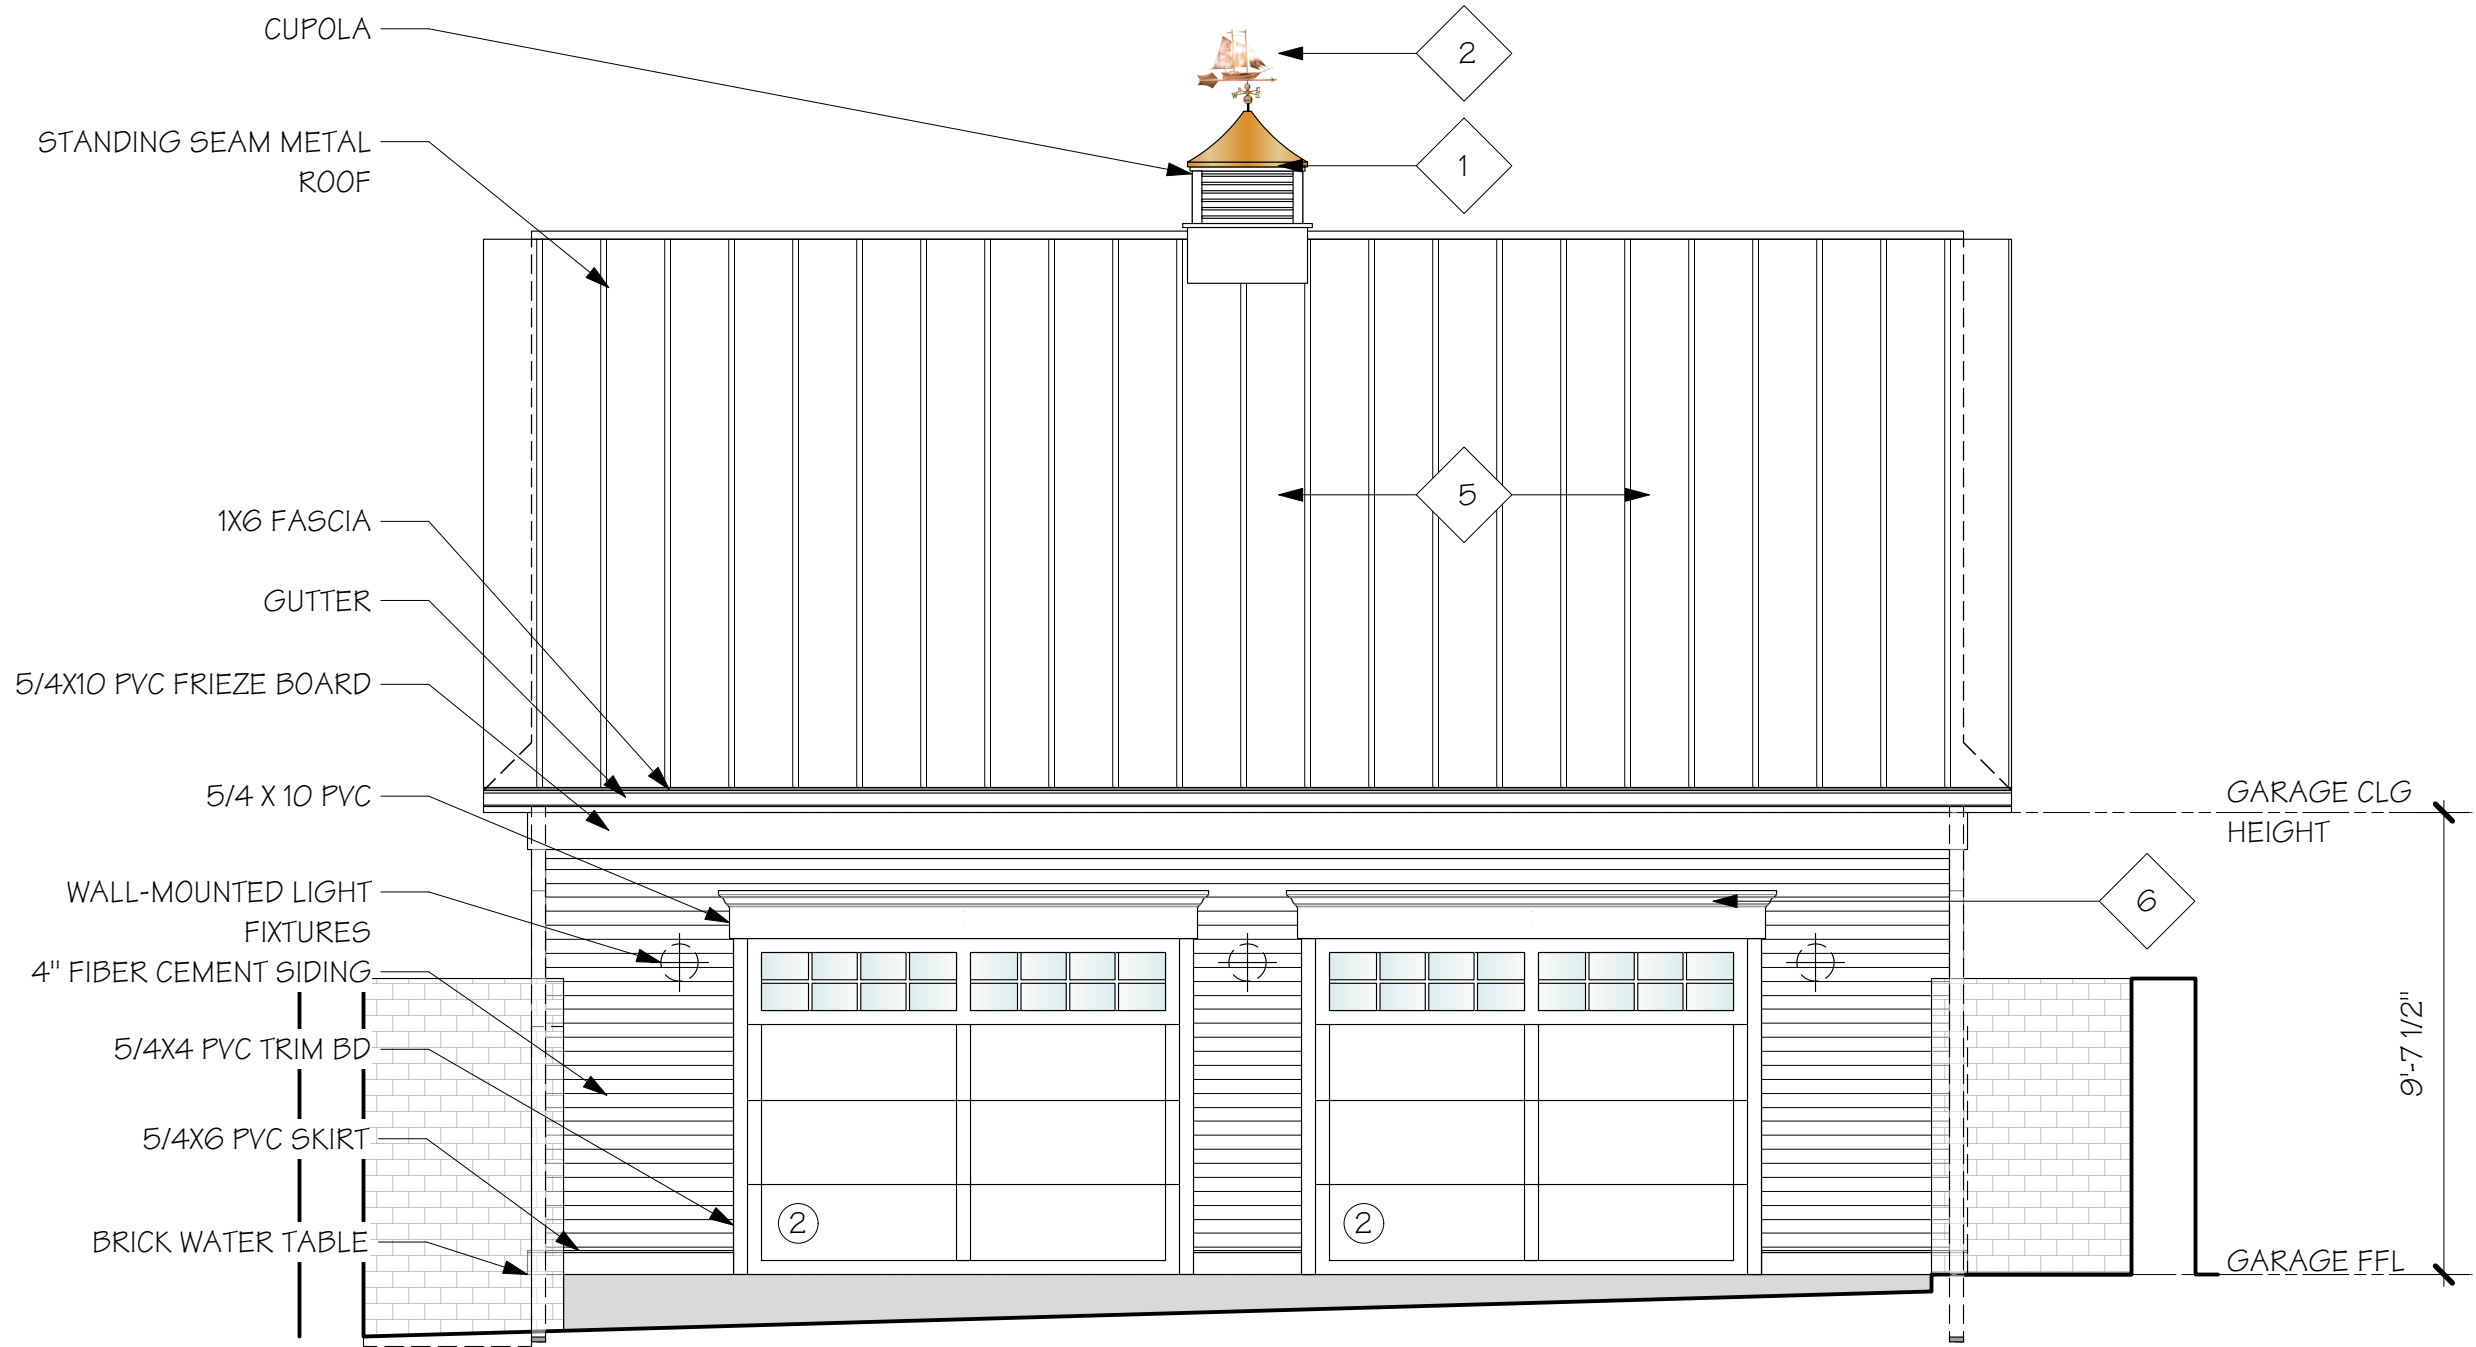 CUPOLA
2
STANDING SEAM METAL
ROOF
1
1X6 FASCIA
5
GUTTER
5/4X10 PVC FRIEZE BOARD
5/4 X 10 PVC
GARAGE CLG
HEIGHT
WALL-MOUNTED LIGHT
FIXTURES
6
4" FIBER CEMENT SIDING
9'-7 1/2"
5/4X4 PVC TRIM BD
5/4X6 PVC SKIRT
2
2
BRICK WATER TABLE
GARAGE FFL